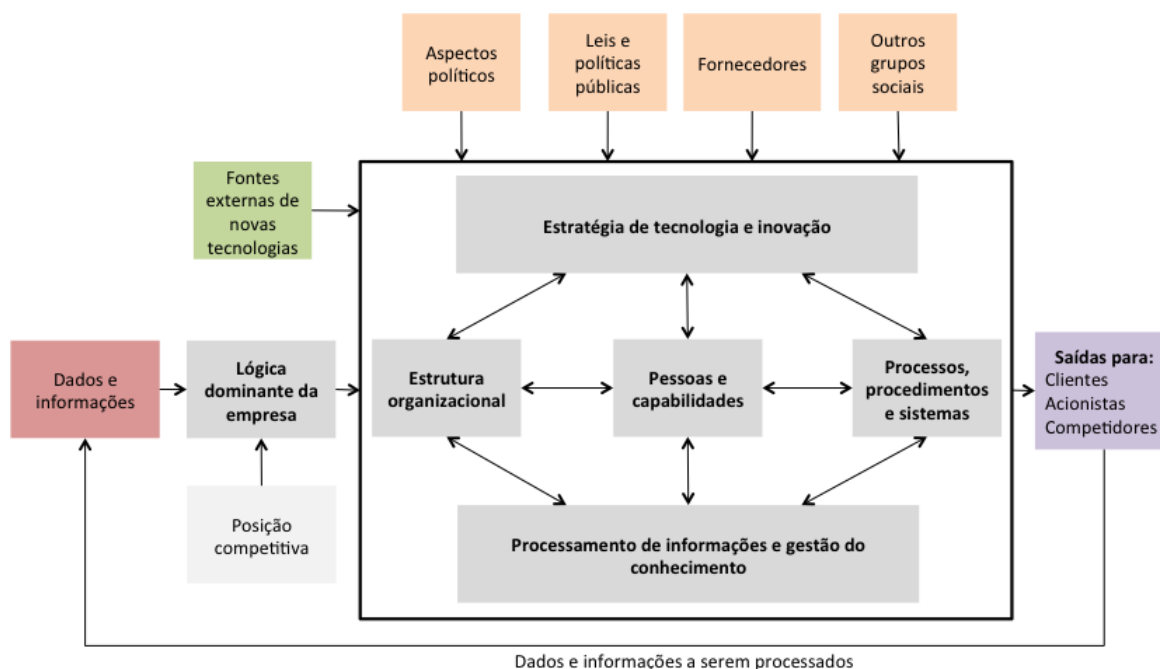 Aspectos
políticos
Leis e
políticas
públicas
Fornecedores
Outros
grupos
sociais
Fontes
externas de
novas
tecnologias
Estratégia de tecnologia e inovação
Dados e
informações
Lógica
dominante da
empresa
Estrutura
organizacional
Pessoas e
capabilidades
Processos,
procedimentos
e sistemas
Saídas para:
Clientes
Acionistas
Competidores
Posição
competitiva
Processamento de informações e gestão do
conhecimento
Dados e informações a serem processados